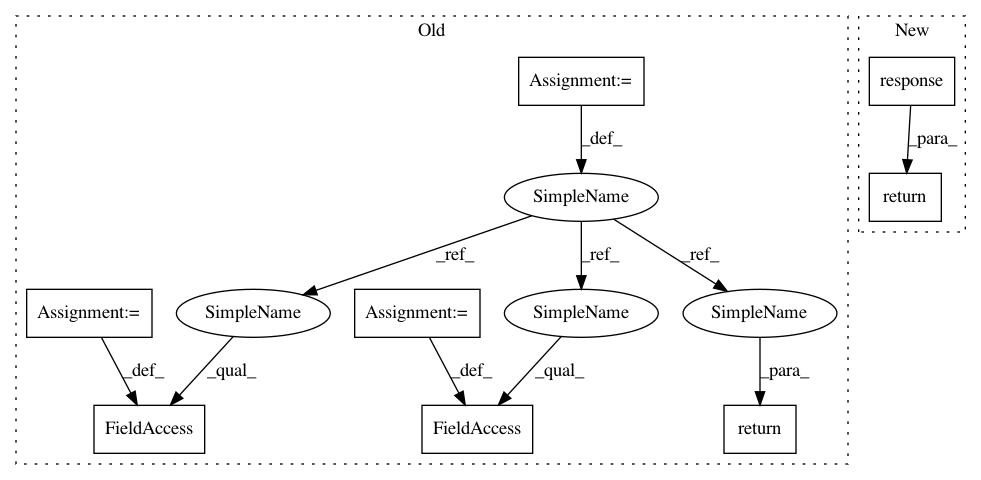 Old
New
Assignment:=
response
_def_
_para_
SimpleName
return
_ref_
_ref_
_ref_
Assignment:=
SimpleName
Assignment:=
SimpleName
SimpleName
_def_
_qual_
_def_
_qual_
_para_
FieldAccess
FieldAccess
return